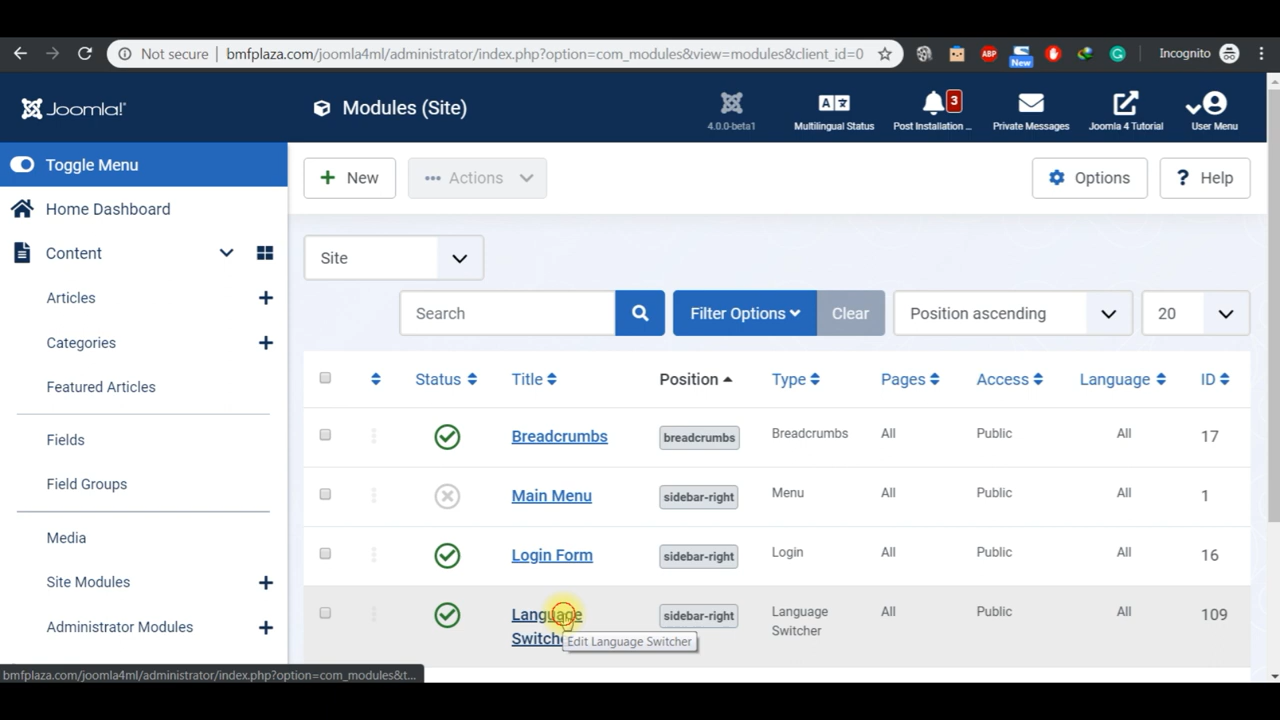 Not secure | bmfplaza.com/joomla4ml/administrator/index.php?option=com_modules&view=modules&client_id=0
ABP
New
Incognito
Joomla!®
Modules (Site)
4.0.0-beta1
Multilingual Status
3
Post Installation ...
Private Messages
Joomla 4 Tutorial
User Menu
Toggle Menu
New
Actions
Options
? Help
Home Dashboard
Content
Site
Articles
Search
Filter Options
Clear
Position ascending
20
Categories
Status
Title
Position
Type
Pages
Access
Language
ID
Featured Articles
Breadcrumbs
breadcrumbs
Breadcrumbs
All
Public
All
17
Fields
Field Groups
Main Menu
sidebar-right
Menu
All
Public
All
1
Media
Login Form
sidebar-right
Login
All
Public
All
16
Site Modules
Administrator Modules
Language
sidebar-right
Language
Switcher
All
Public
All
109
Edit Language Switcher
bmfplaza.com/joomla4ml/administrator/index.php?option=com_modules&t...